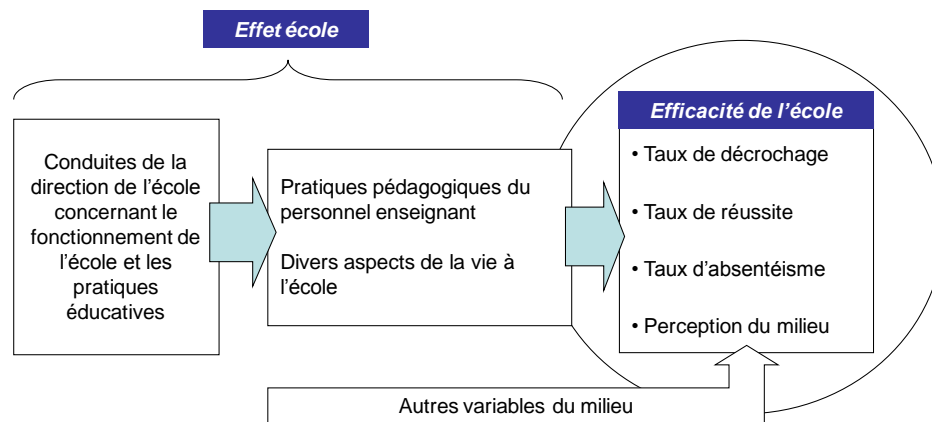 Effet école
Conduites de la
direction de l'école
concernant le
fonctionnement de
l'école et les
pratiques
éducatives
Pratiques pédagogiques du
personnel enseignant
Divers aspects de la vie à
l'école
Efficacité de l'école
• Taux de décrochage
• Taux de réussite
• Taux d'absentéisme
• Perception du milieu
Autres variables du milieu